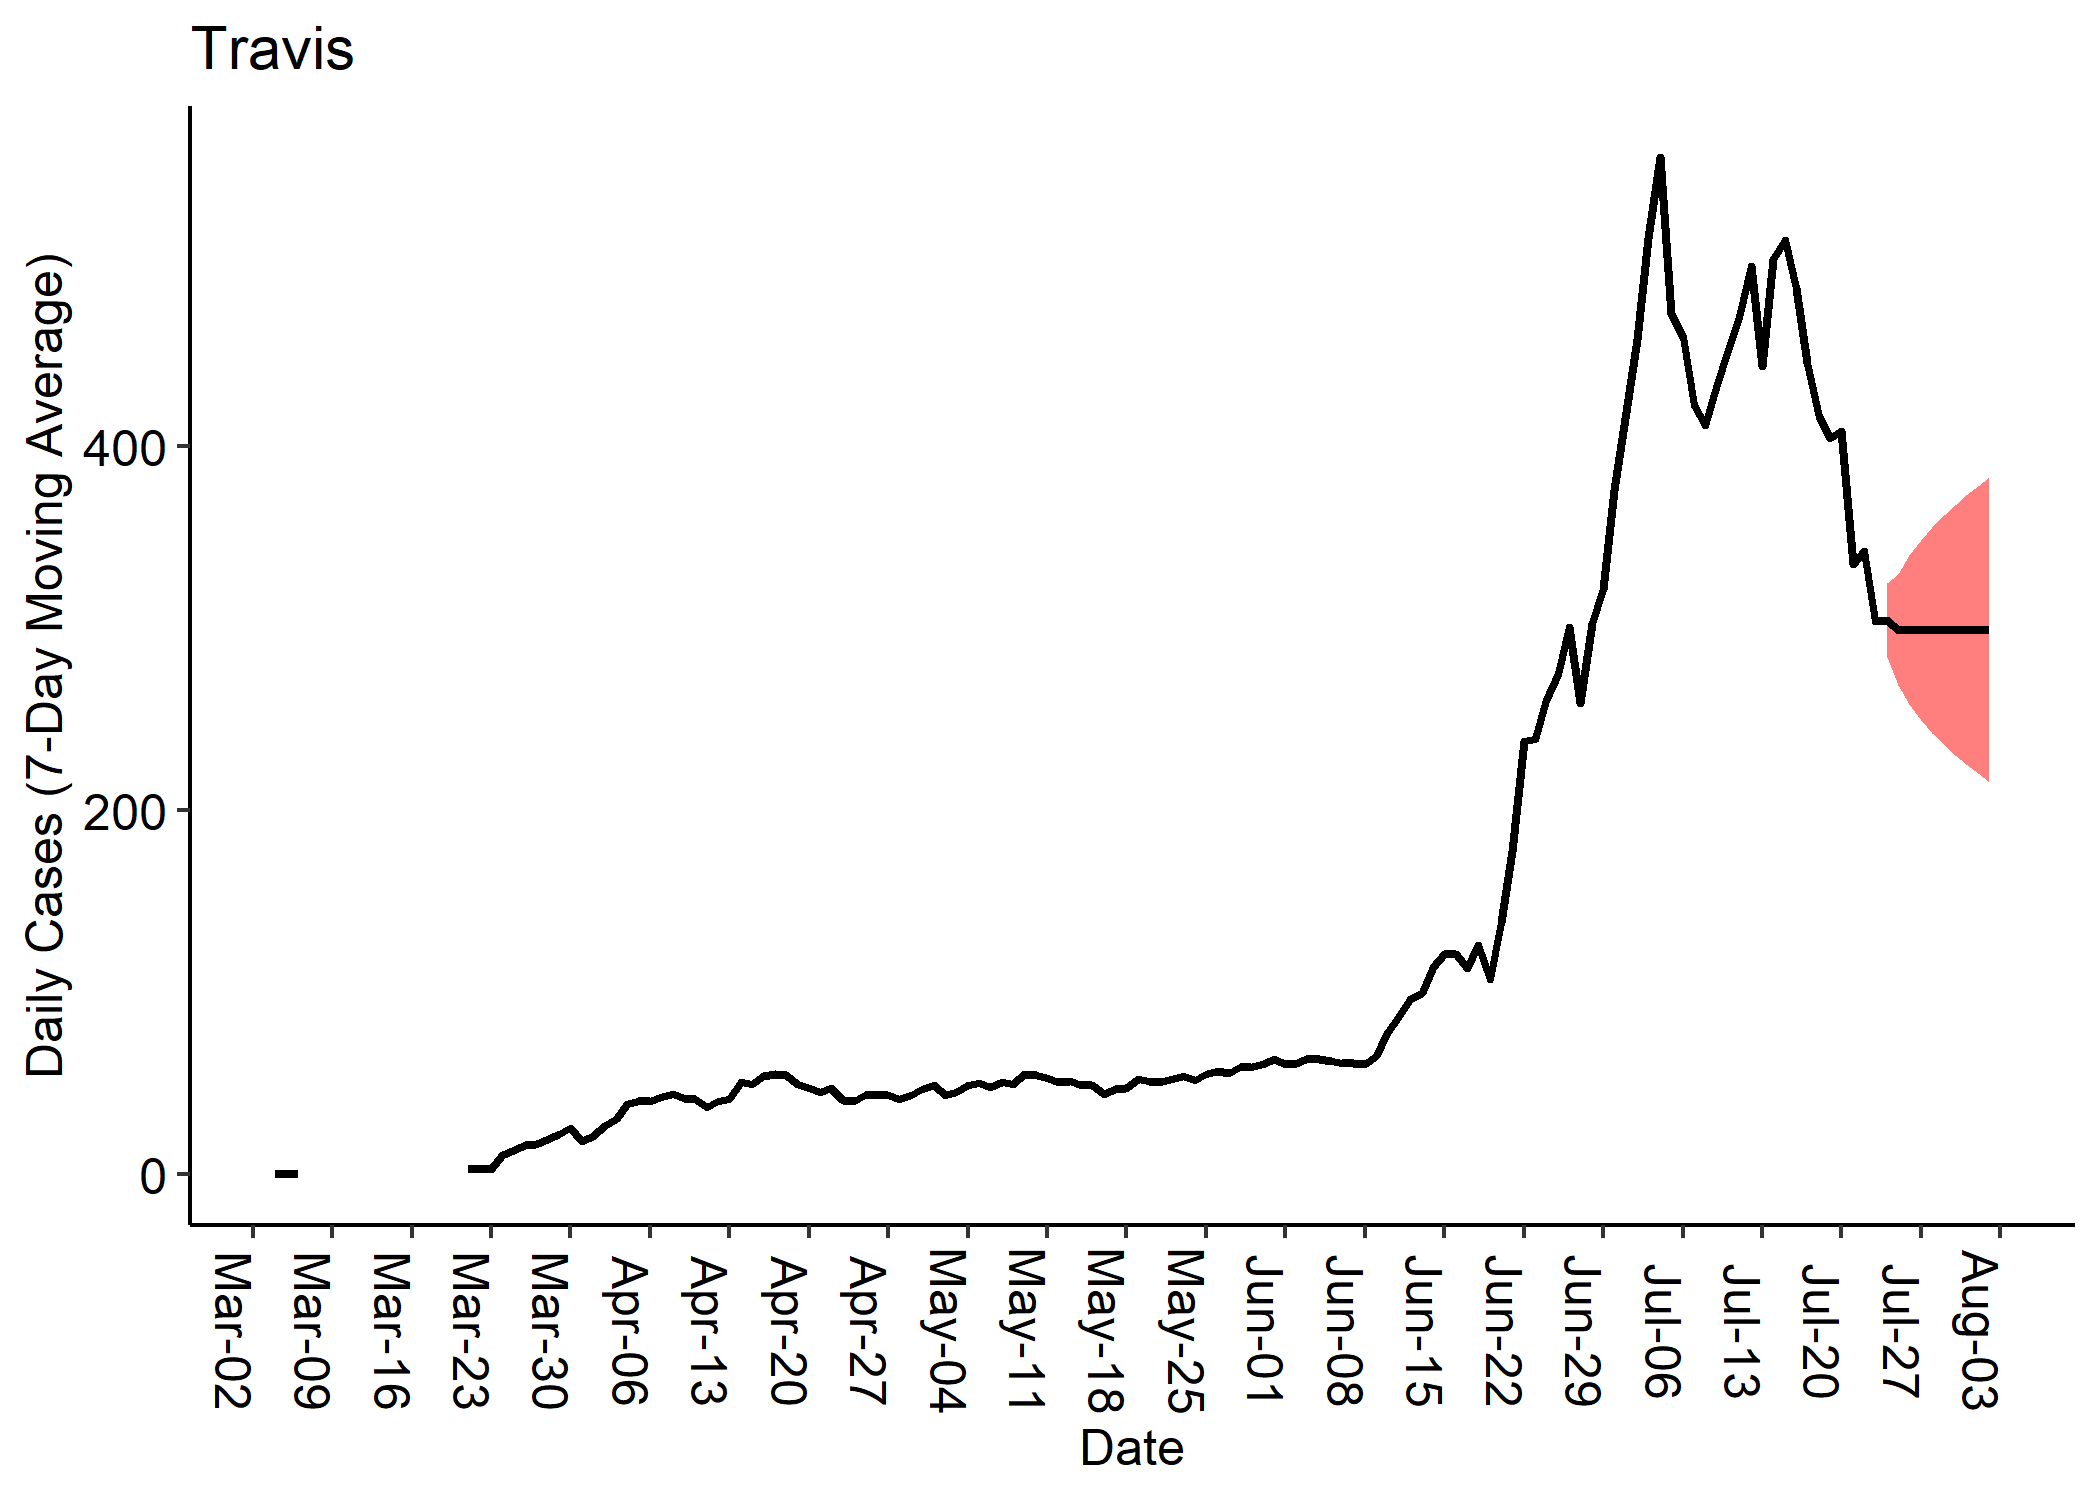 Travis
Daily Cases (7-Day Moving Average)
400
200
0
Mar-02
Mar-09
Mar-16
Mar-23
Mar-30
Apr-06
Apr-13
Apr-20
Apr-27
May-04
May-11
May-18
May-25
Jun-01
Jun-08
Jun-15
Jun-22
Jun-29
Jul-06
Jul-13
Jul-20
Jul-27
Aug-03
Date